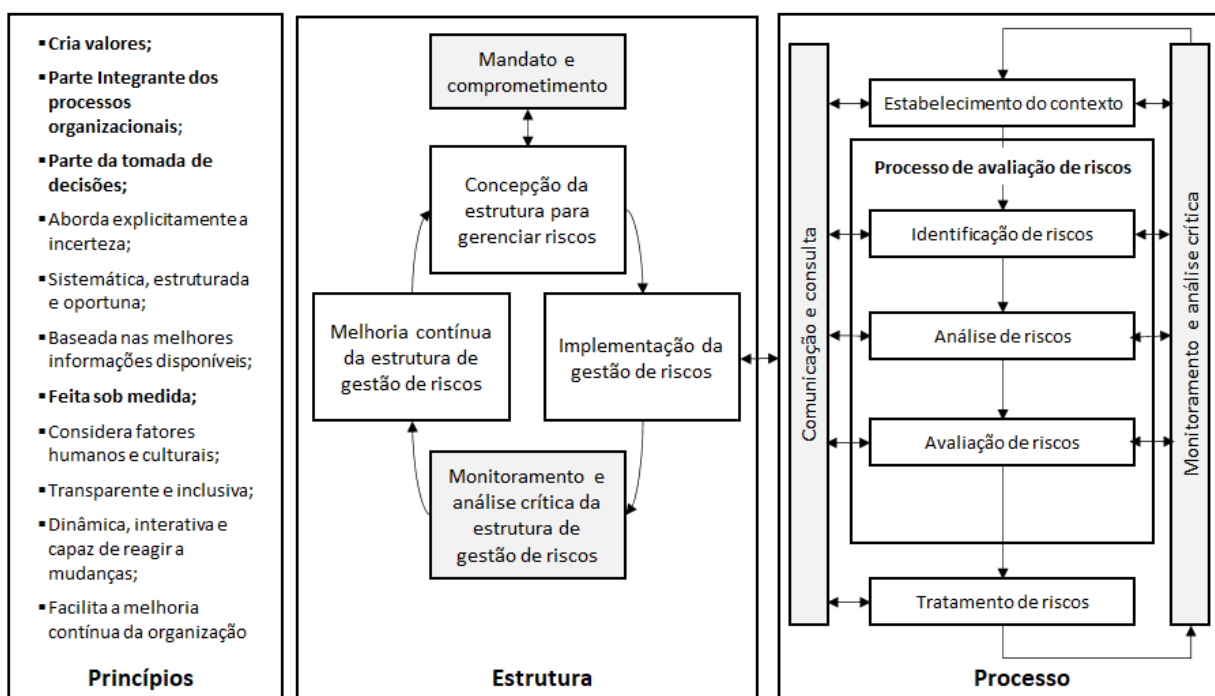 ▪Cria valores;
▪Parte Integrante dos
processos
organizacionais;
▪Parte da tomada de
decisões;
▪Aborda explicitamente a
incerteza;
▪Sistemática, estruturada
e oportuna;
▪Baseada nas melhores
informações disponíveis;
▪Feita sob medida;
▪Considera fatores
humanos e culturais;
▪Transparente e inclusiva;
▪Dinâmica, interativa e
capaz de reagir a
mudanças;
▪Facilita a melhoria
contínua da organização
Princípios
Mandato e
comprometimento
Concepção da
estrutura para
gerenciar riscos
Melhoria contínua
da estrutura de
gestão de riscos
Implementação da
gestão de riscos
Monitoramento e
análise crítica da
estrutura de
gestão de riscos
Estrutura
Comunicação e consulta
Estabelecimento do contexto
Processo de avaliação de riscos
Identificação de riscos
Análise de riscos
Avaliação de riscos
Tratamento de riscos
Monitoramento e análise crítica
Processo